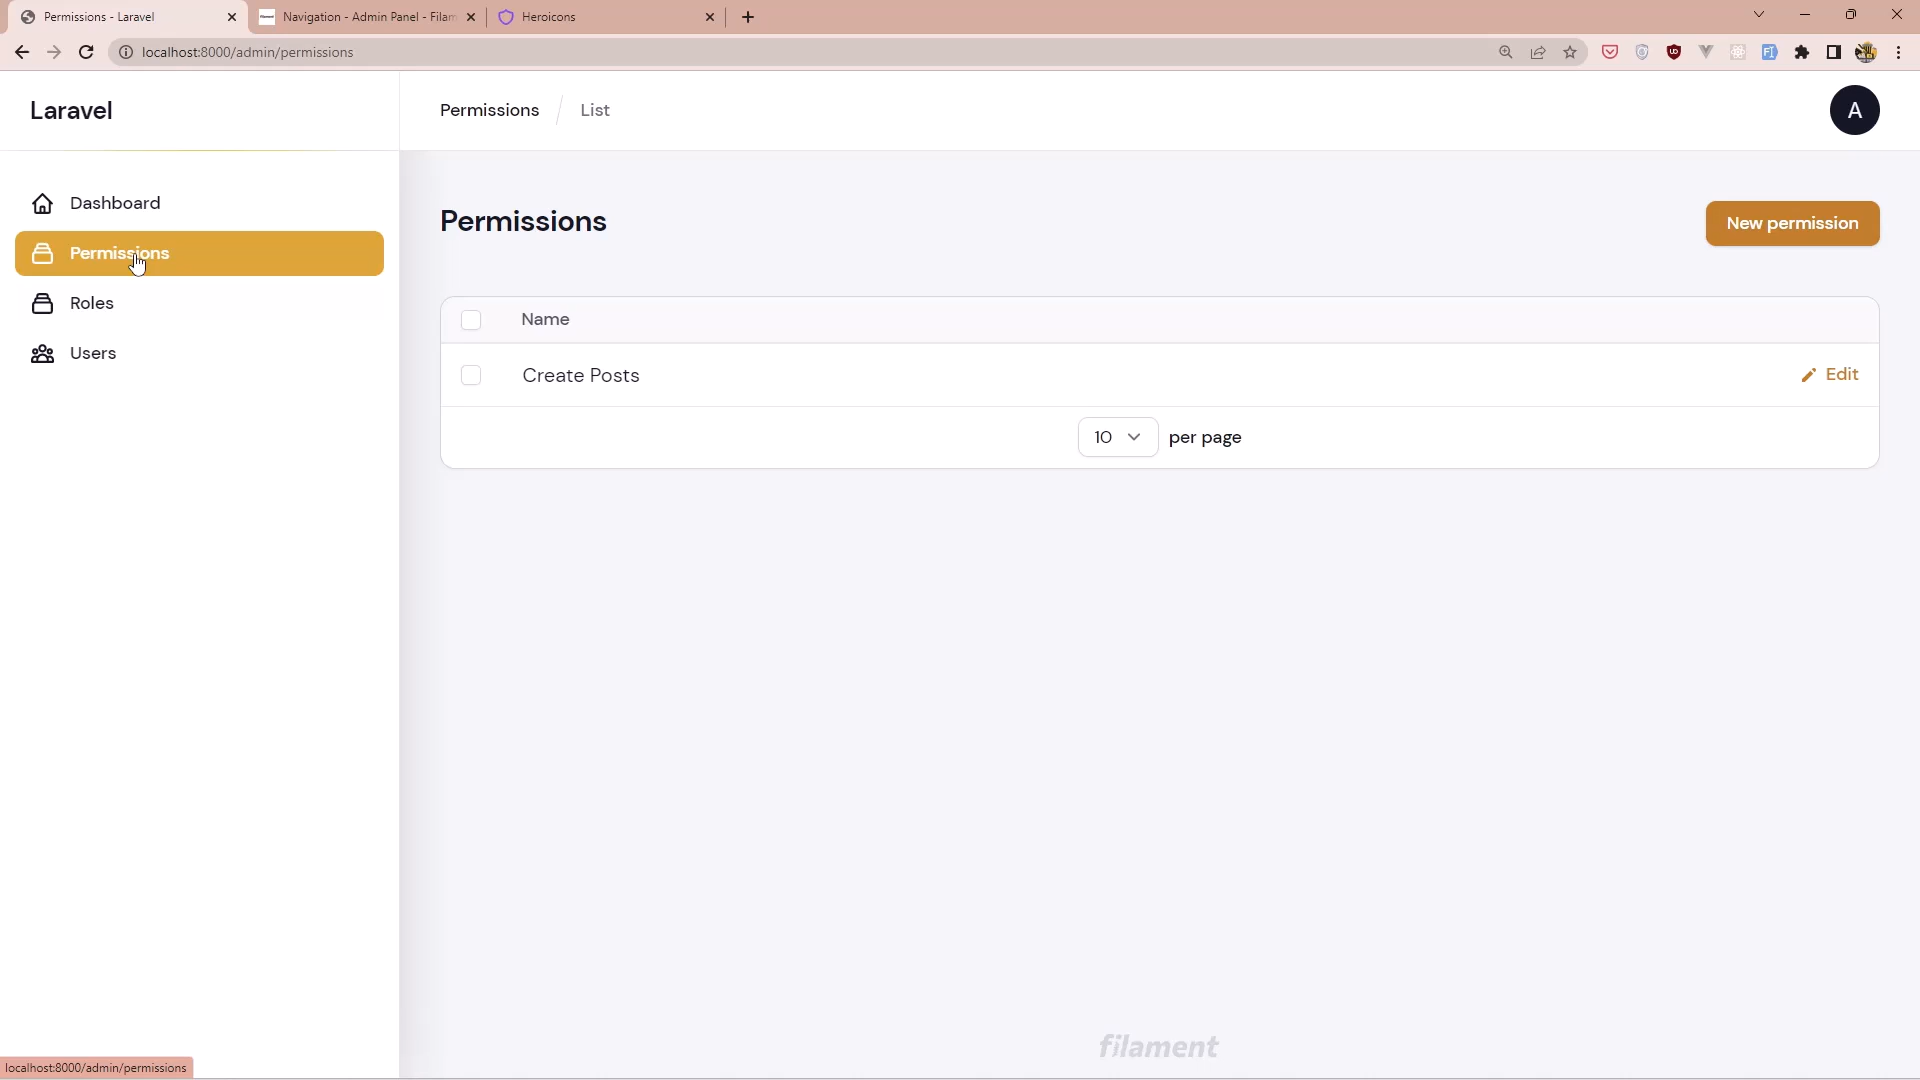 Permissions - Laravel
Navigation - Admin Panel - Filam
Heroicons
localhost:8000/admin/permissions
Laravel
Permissions
List
A
Dashboard
Permissions
Roles
Users
Permissions
New permission
Name
Create Posts
Edit
10
per page
filament
localhost:8000/admin/permissions